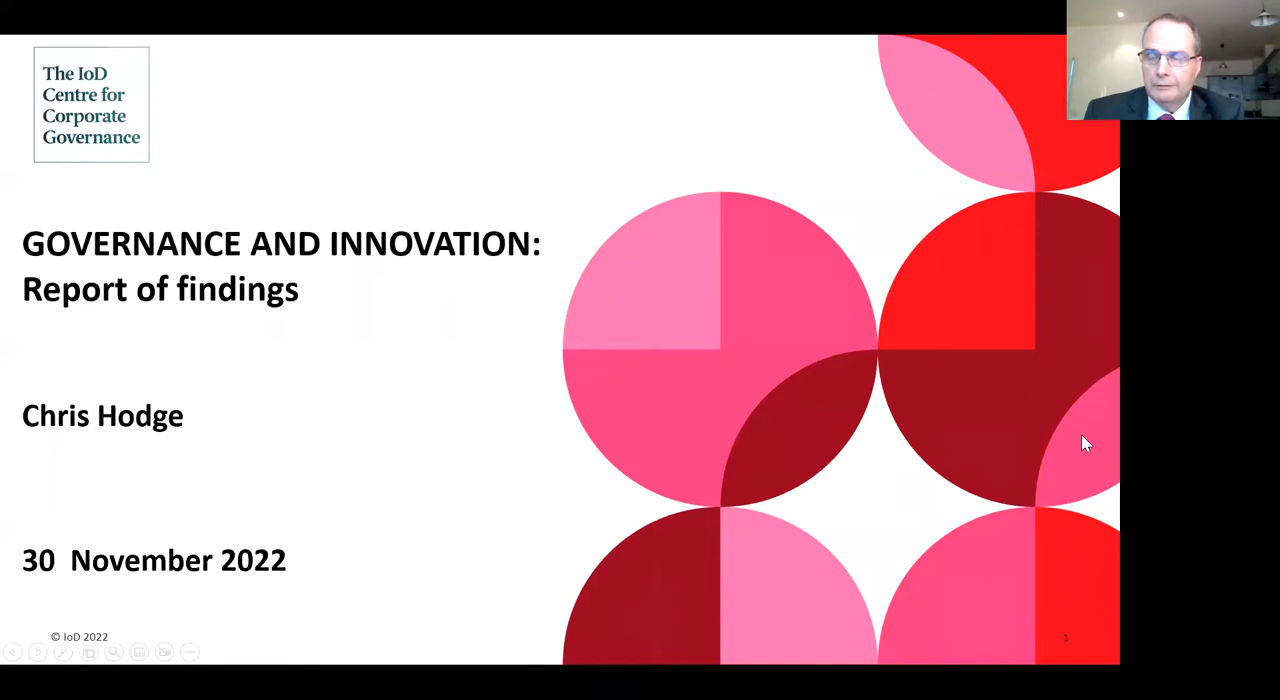 The IoD
Centre for
Corporate
Governance
GOVERNANCE AND INNOVATION:
Report of findings
Chris Hodge
30 November 2022
© IoD 2022
1